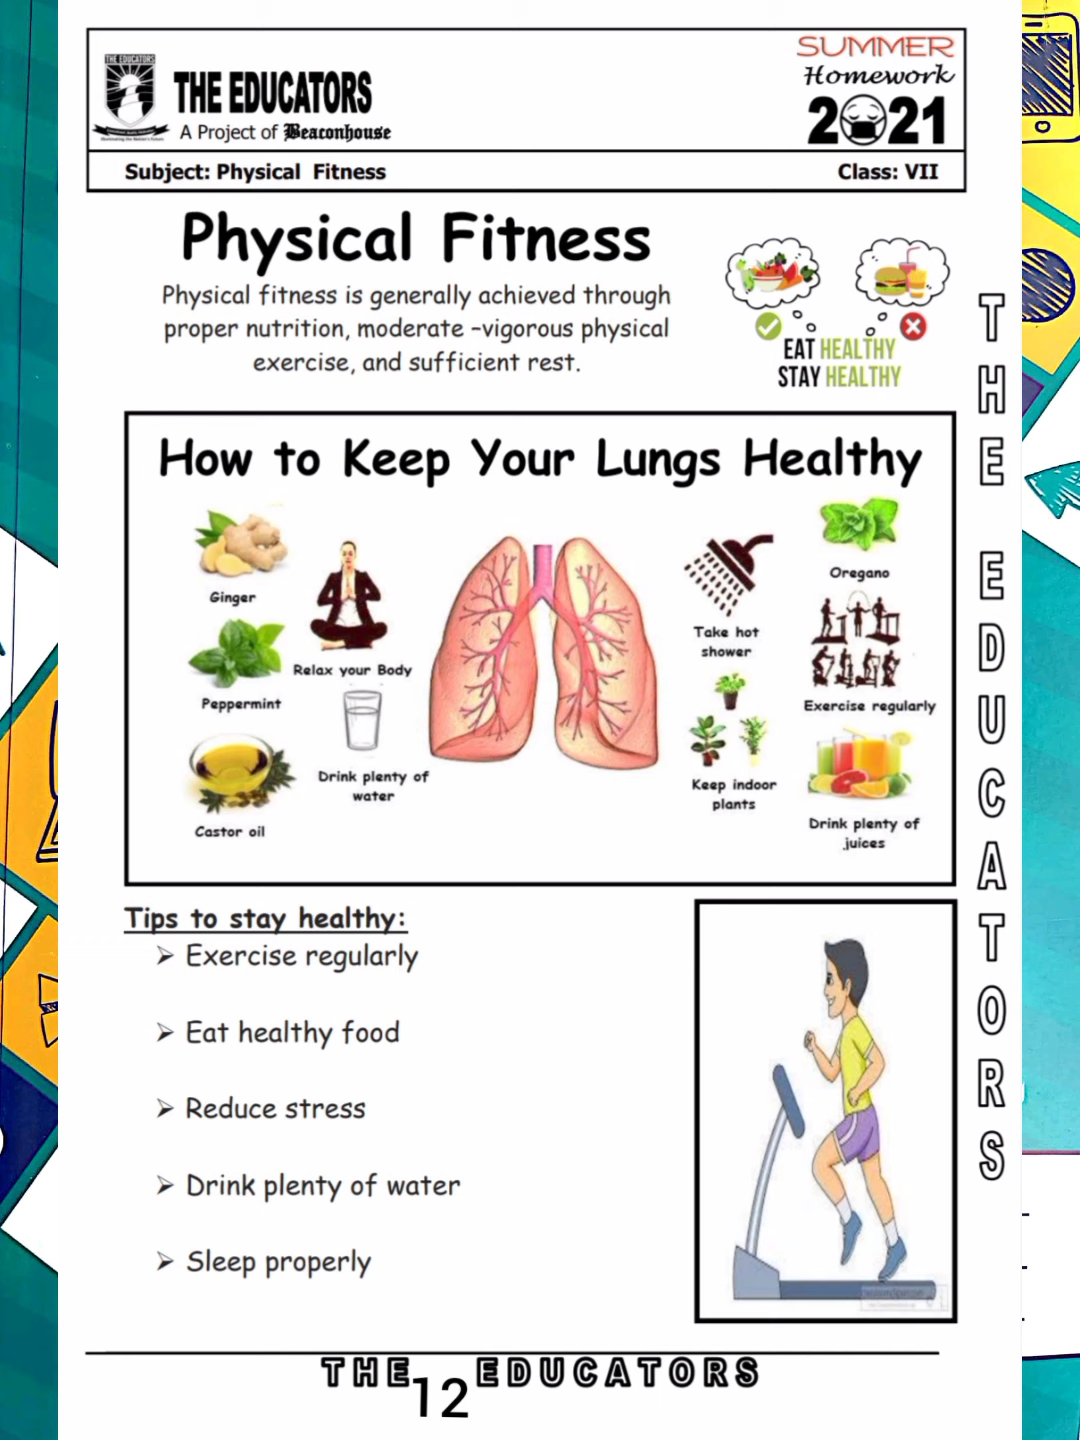 THE EDUCATORS
THE EDUCATORS
A Project of Beaconhouse
SUMMER
Homework
2021
Subject: Physical Fitness
Class: VII
Physical Fitness
Physical fitness is generally achieved through
proper nutrition, moderate –vigorous physical
exercise, and sufficient rest.
EAT HEALTHY
STAY HEALTHY
How to Keep Your Lungs Healthy
Ginger
Relax your Body
Peppermint
Drink plenty of
water
Castor oil
Take hot
shower
Oregano
Exercise regularly
Keep indoor
plants
Drink plenty of
juices
Tips to stay healthy:
➢ Exercise regularly
➢ Eat healthy food
➢ Reduce stress
➢ Drink plenty of water
➢ Sleep properly
THE EDUCATORS
THE EDUCATORS
12